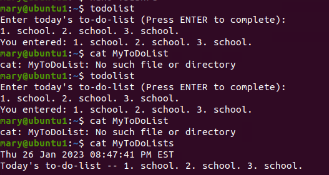 mary@ubuntu1:~$ todolist
Enter today's to-do-list (Press ENTER to complete):
1. school. 2. school. 3. school.
You entered: 1. school. 2. school. 3. school.
mary@ubuntu1:~$ cat MyToDoList
cat: MyToDoList: No such file or directory
mary@ubuntu1:~$ todolist
Enter today's to-do-list (Press ENTER to complete):
1. school. 2. school. 3. school.
You entered: 1. school. 2. school. 3. school.
mary@ubuntu1:~$ cat MyToDoList
cat: MyToDoList: No such file or directory
mary@ubuntu1:~$ cat MyToDoLists
Thu 26 Jan 2023 08:47:41 PM EST
Today's to-do-list -- 1. school. 2. school. 3. school.